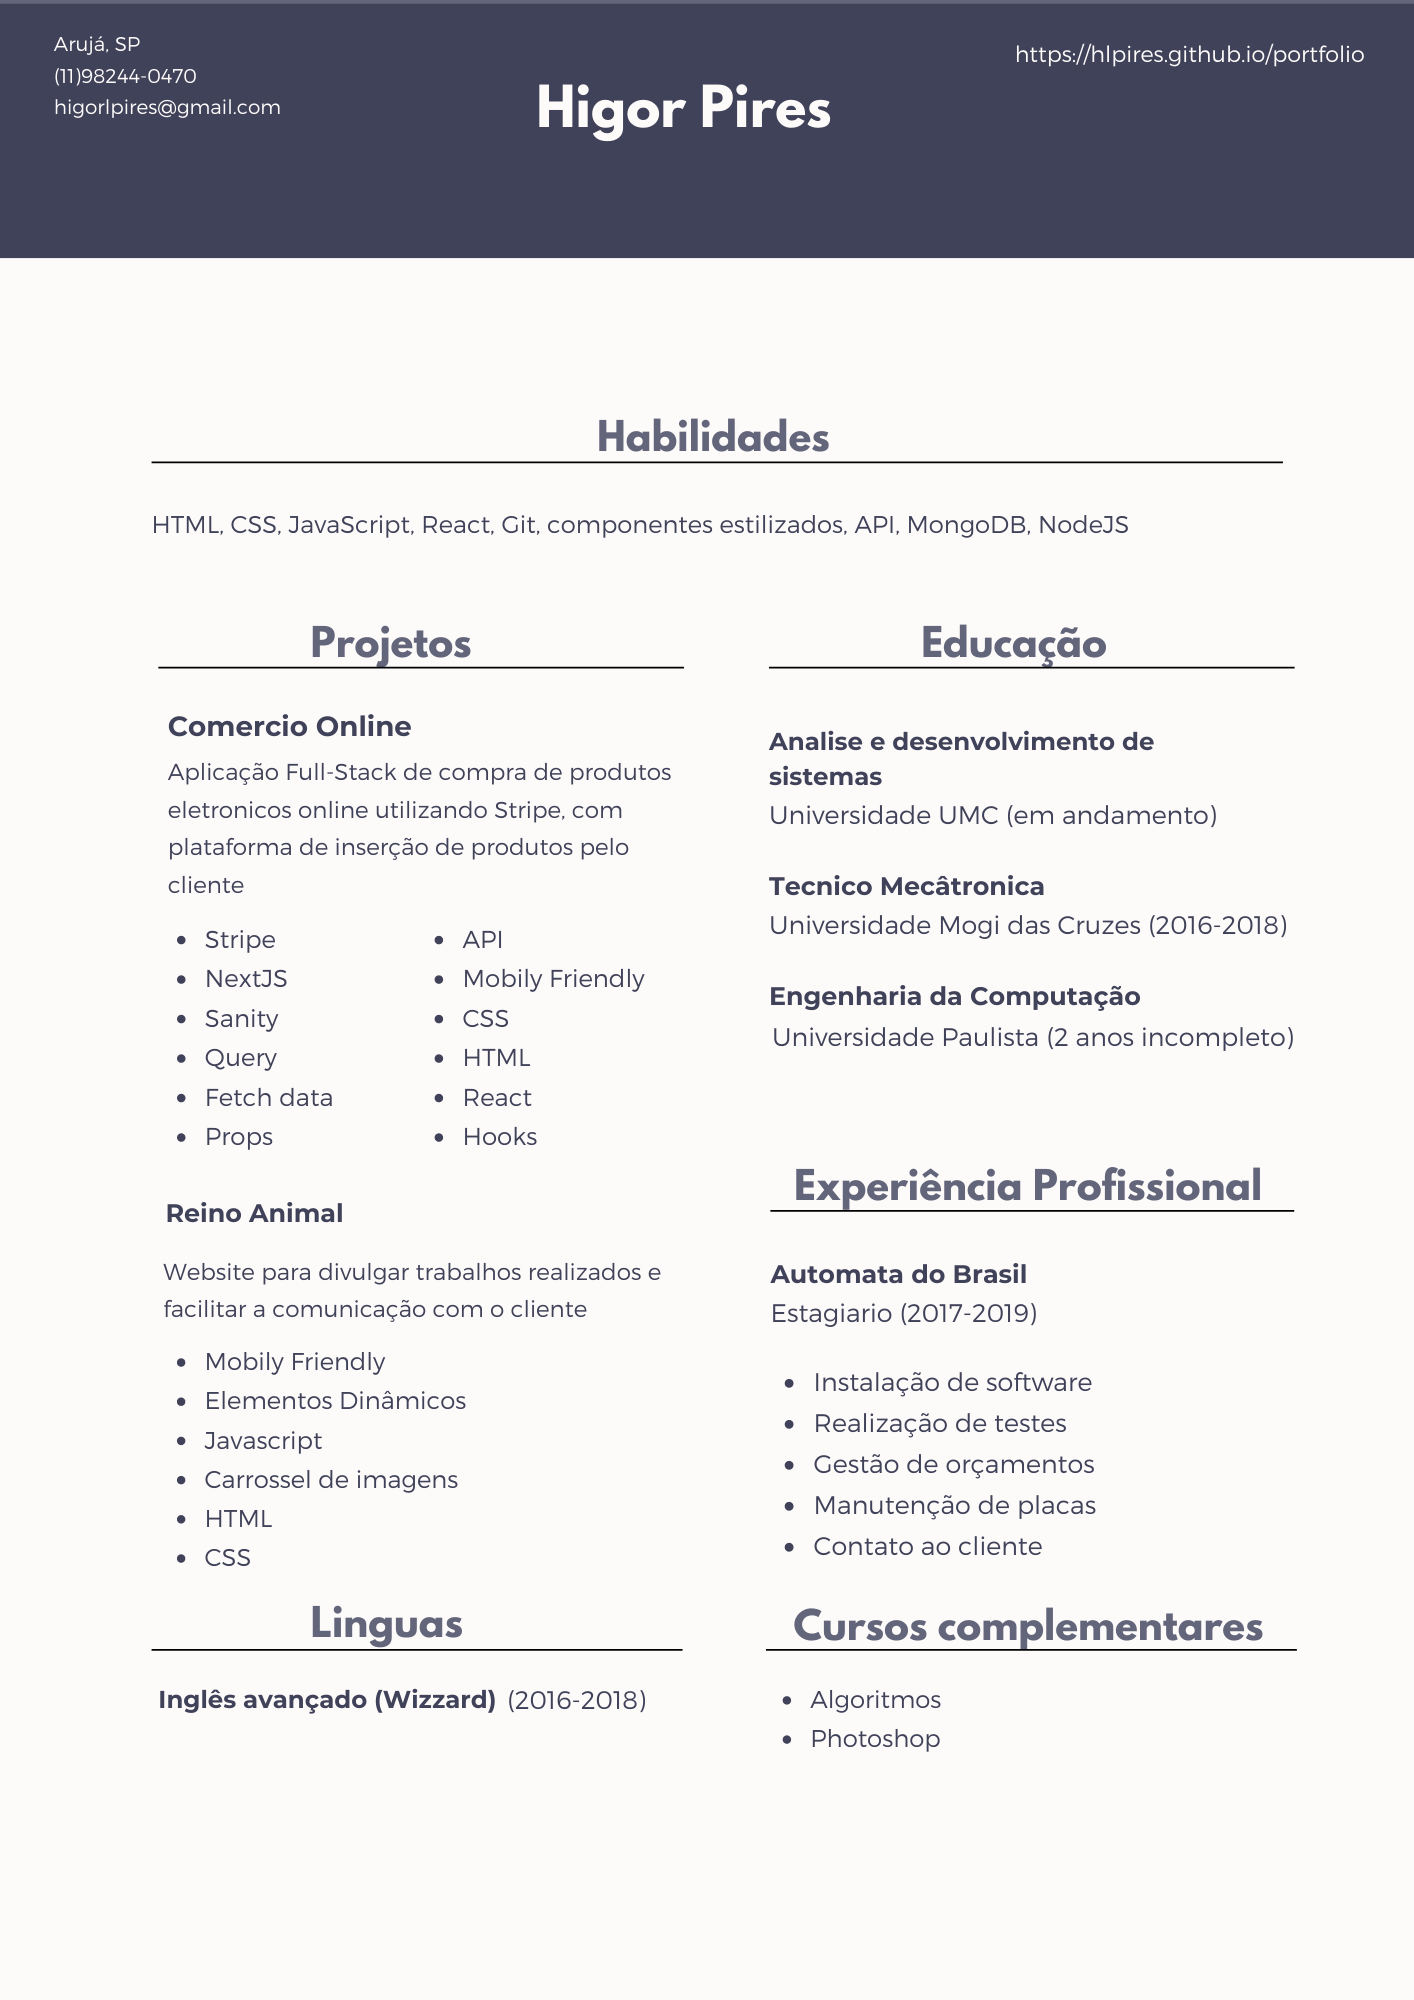 Arujá, SP
(11)98244-0470
higorlpires@gmail.com
https://hlpires.github.io/portfolio
Higor Pires
Habilidades
HTML, CSS, JavaScript, React, Git, componentes estilizados, API, MongoDB, NodeJS
Projetos
Comercio Online
Aplicação Full-Stack de compra de produtos
eletronicos online utilizando Stripe, com
plataforma de inserção de produtos pelo
cliente
• Stripe
• NextJS
• Sanity
• Query
• Fetch data
• Props
• API
• Mobily Friendly
• CSS
• HTML
• React
• Hooks
Reino Animal
Website para divulgar trabalhos realizados e
facilitar a comunicação com o cliente
• Mobily Friendly
• Elementos Dinâmicos
• Javascript
• Carrossel de imagens
• HTML
• CSS
Linguas
Inglês avançado (Wizzard) (2016-2018)
Educação
Analise e desenvolvimento de
sistemas
Universidade UMC (em andamento)
Tecnico Mecâtronica
Universidade Mogi das Cruzes (2016-2018)
Engenharia da Computação
Universidade Paulista (2 anos incompleto)
Experiência Profissional
Automata do Brasil
Estagiario (2017-2019)
• Instalação de software
• Realização de testes
• Gestão de orçamentos
• Manutenção de placas
• Contato ao cliente
Cursos complementares
• Algoritmos
• Photoshop